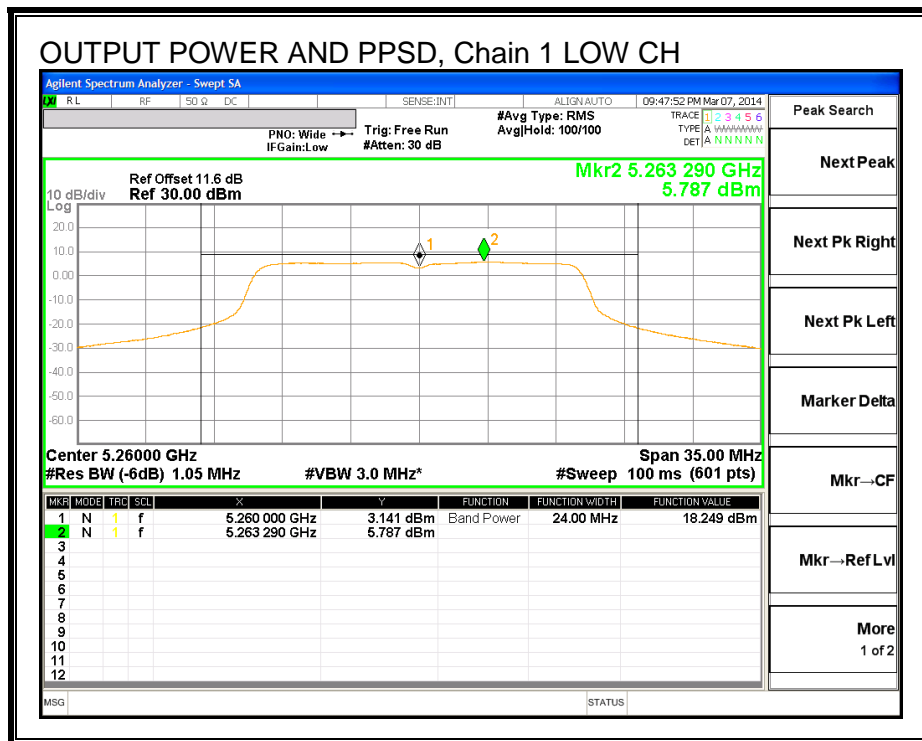 OUTPUT POWER AND PPSD, Chain 1 LOW CH
Agilent Spectrum Analyzer - Swept SA
LXI RL RF 50 Ω DC SENSE:INT ALIGN AUTO 09:47:52 PM Mar 07, 2014
#Avg Type: RMS TRACE 1 2 3 4 5 6
PNO: Wide Trig: Free Run Avg|Hold: 100/100 TYPE A WWWWW
IFGain:Low #Atten: 30 dB DET A N N N N N
Mkr2 5.263 290 GHz
5.787 dBm
Ref Offset 11.6 dB
10 dB/div Ref 30.00 dBm
Log
20.0
10.0
0.00
-10.0
-20.0
-30.0
-40.0
-50.0
-60.0
1
2
Center 5.26000 GHz Span 35.00 MHz
#Res BW (-6dB) 1.05 MHz #VBW 3.0 MHz* #Sweep 100 ms (601 pts)
MKR MODE TRC SCL X Y FUNCTION FUNCTION WIDTH FUNCTION VALUE
1 N 1 f 5.260 000 GHz 3.141 dBm Band Power 24.00 MHz 18.249 dBm
2 N 1 f 5.263 290 GHz 5.787 dBm
3
4
5
6
7
8
9
10
11
12
MSG STATUS
Peak Search
Next Peak
Next Pk Right
Next Pk Left
Marker Delta
Mkr→CF
Mkr→Ref Lvl
More
1 of 2